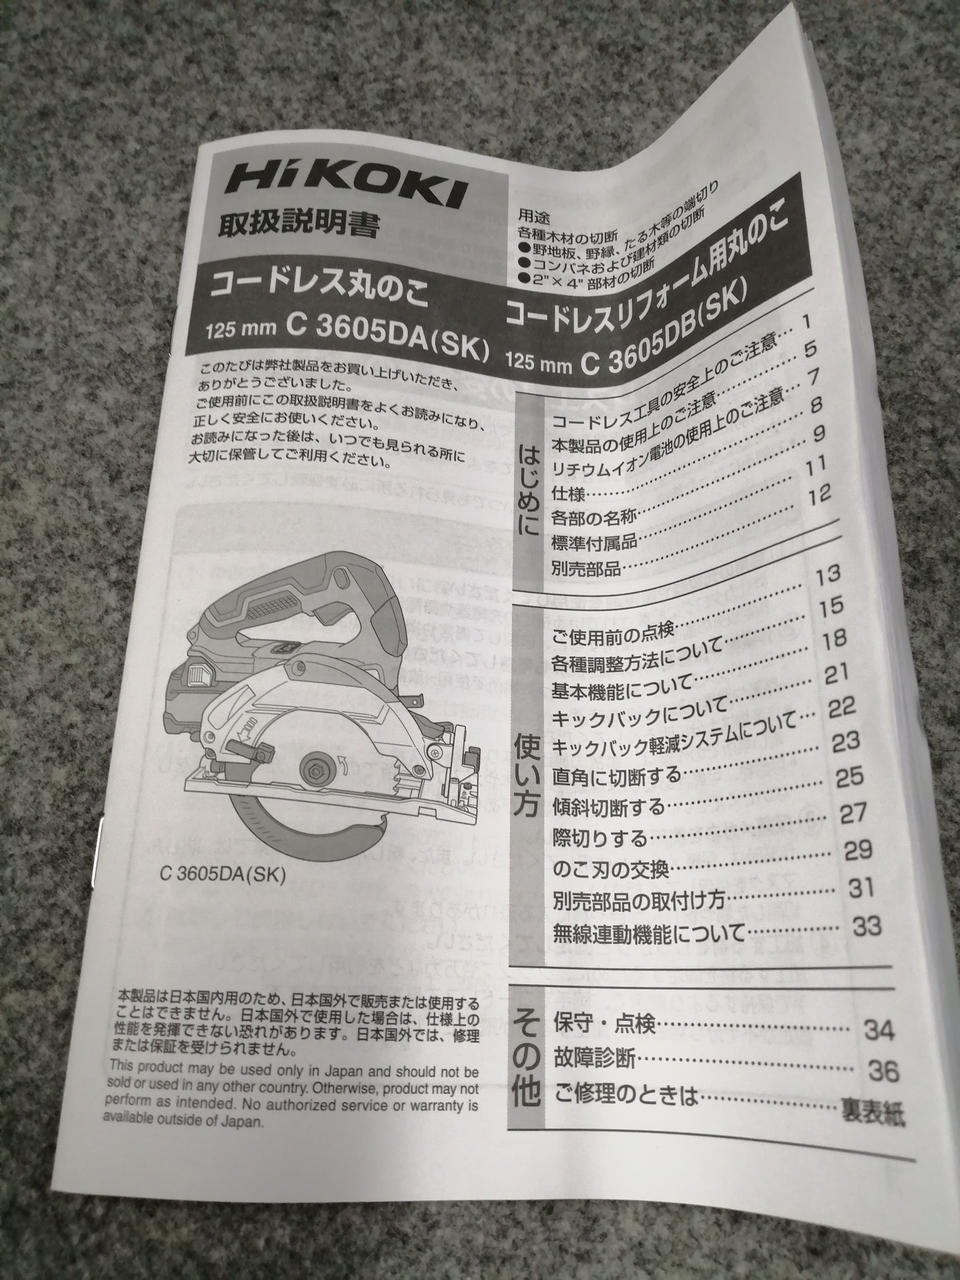 HiKOKI
取扱説明書
用途
各種木材の切断
●野地板、野縁、たる木等の端切り
●コンパネおよび建材類の切断
●2"×4"部材の切断
コードレス丸のこ
125 mm C 3605DA(SK)
コードレスリフォーム用丸のこ
125 mm C 3605DB(SK)
このたびは弊社製品をお買い上げいただき、
ありがとうございました。
ご使用前にこの取扱説明書をよくお読みになり、
正しく安全にお使いください。
お読みになった後は、いつでも見られる所に
大切に保管してご利用ください。
C 3605DA(SK)
本製品は日本国内用のため、日本国外で販売または使用する
ことはできません。日本国外で使用した場合は、仕様上の
性能を発揮できない恐れがあります。日本国外では、修理
または保証を受けられません。
This product may be used only in Japan and should not be
sold or used in any other country. Otherwise, product may not
perform as intended. No authorized service or warranty is
available outside of Japan.
はじめに
コードレス工具の安全上のご注意… 1
本製品の使用上のご注意………… 5
リチウムイオン電池の使用上のご注意… 7
仕様………………………… 8
各部の名称………………… 9
標準付属品………………… 11
別売部品…………………… 12
使い方
ご使用前の点検…………… 13
各種調整方法について……… 15
基本機能について………… 18
キックバックについて……… 21
キックバック軽減システムについて… 22
直角に切断する…………… 23
傾斜切断する……………… 25
際切りする………………… 27
のこ刃の交換……………… 29
別売部品の取付け方………… 31
無線連動機能について……… 33
その他
保守・点検………………… 34
故障診断…………………… 36
ご修理のときは…………… 裏表紙